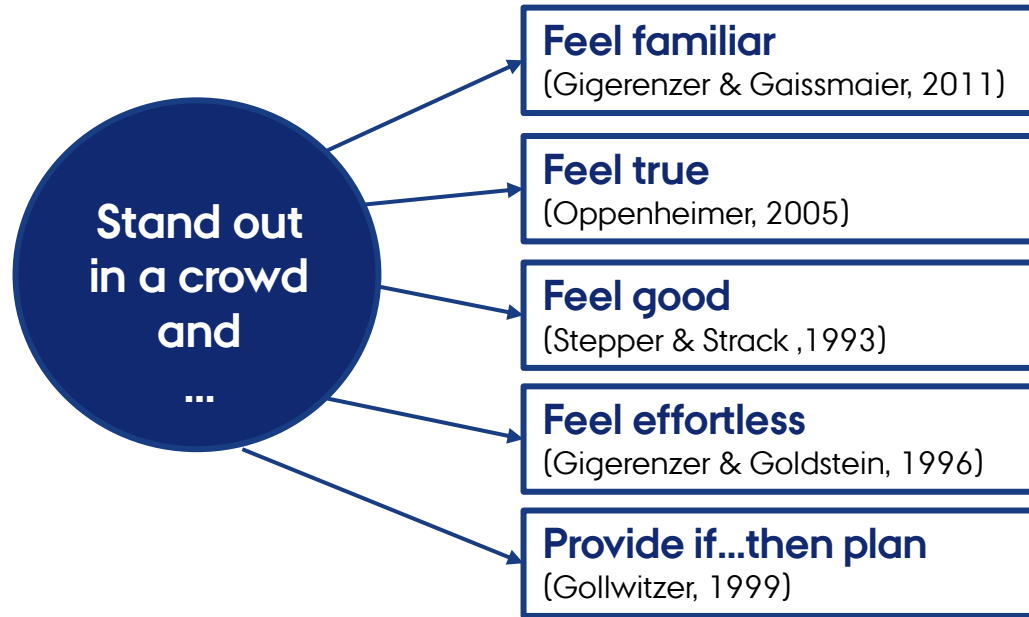 Stand out
in a crowd
and
...
Feel familiar
(Gigerenzer & Gaissmaier, 2011)
Feel true
(Oppenheimer, 2005)
Feel good
(Stepper & Strack ,1993)
Feel effortless
(Gigerenzer & Goldstein, 1996)
Provide if...then plan
(Gollwitzer, 1999)